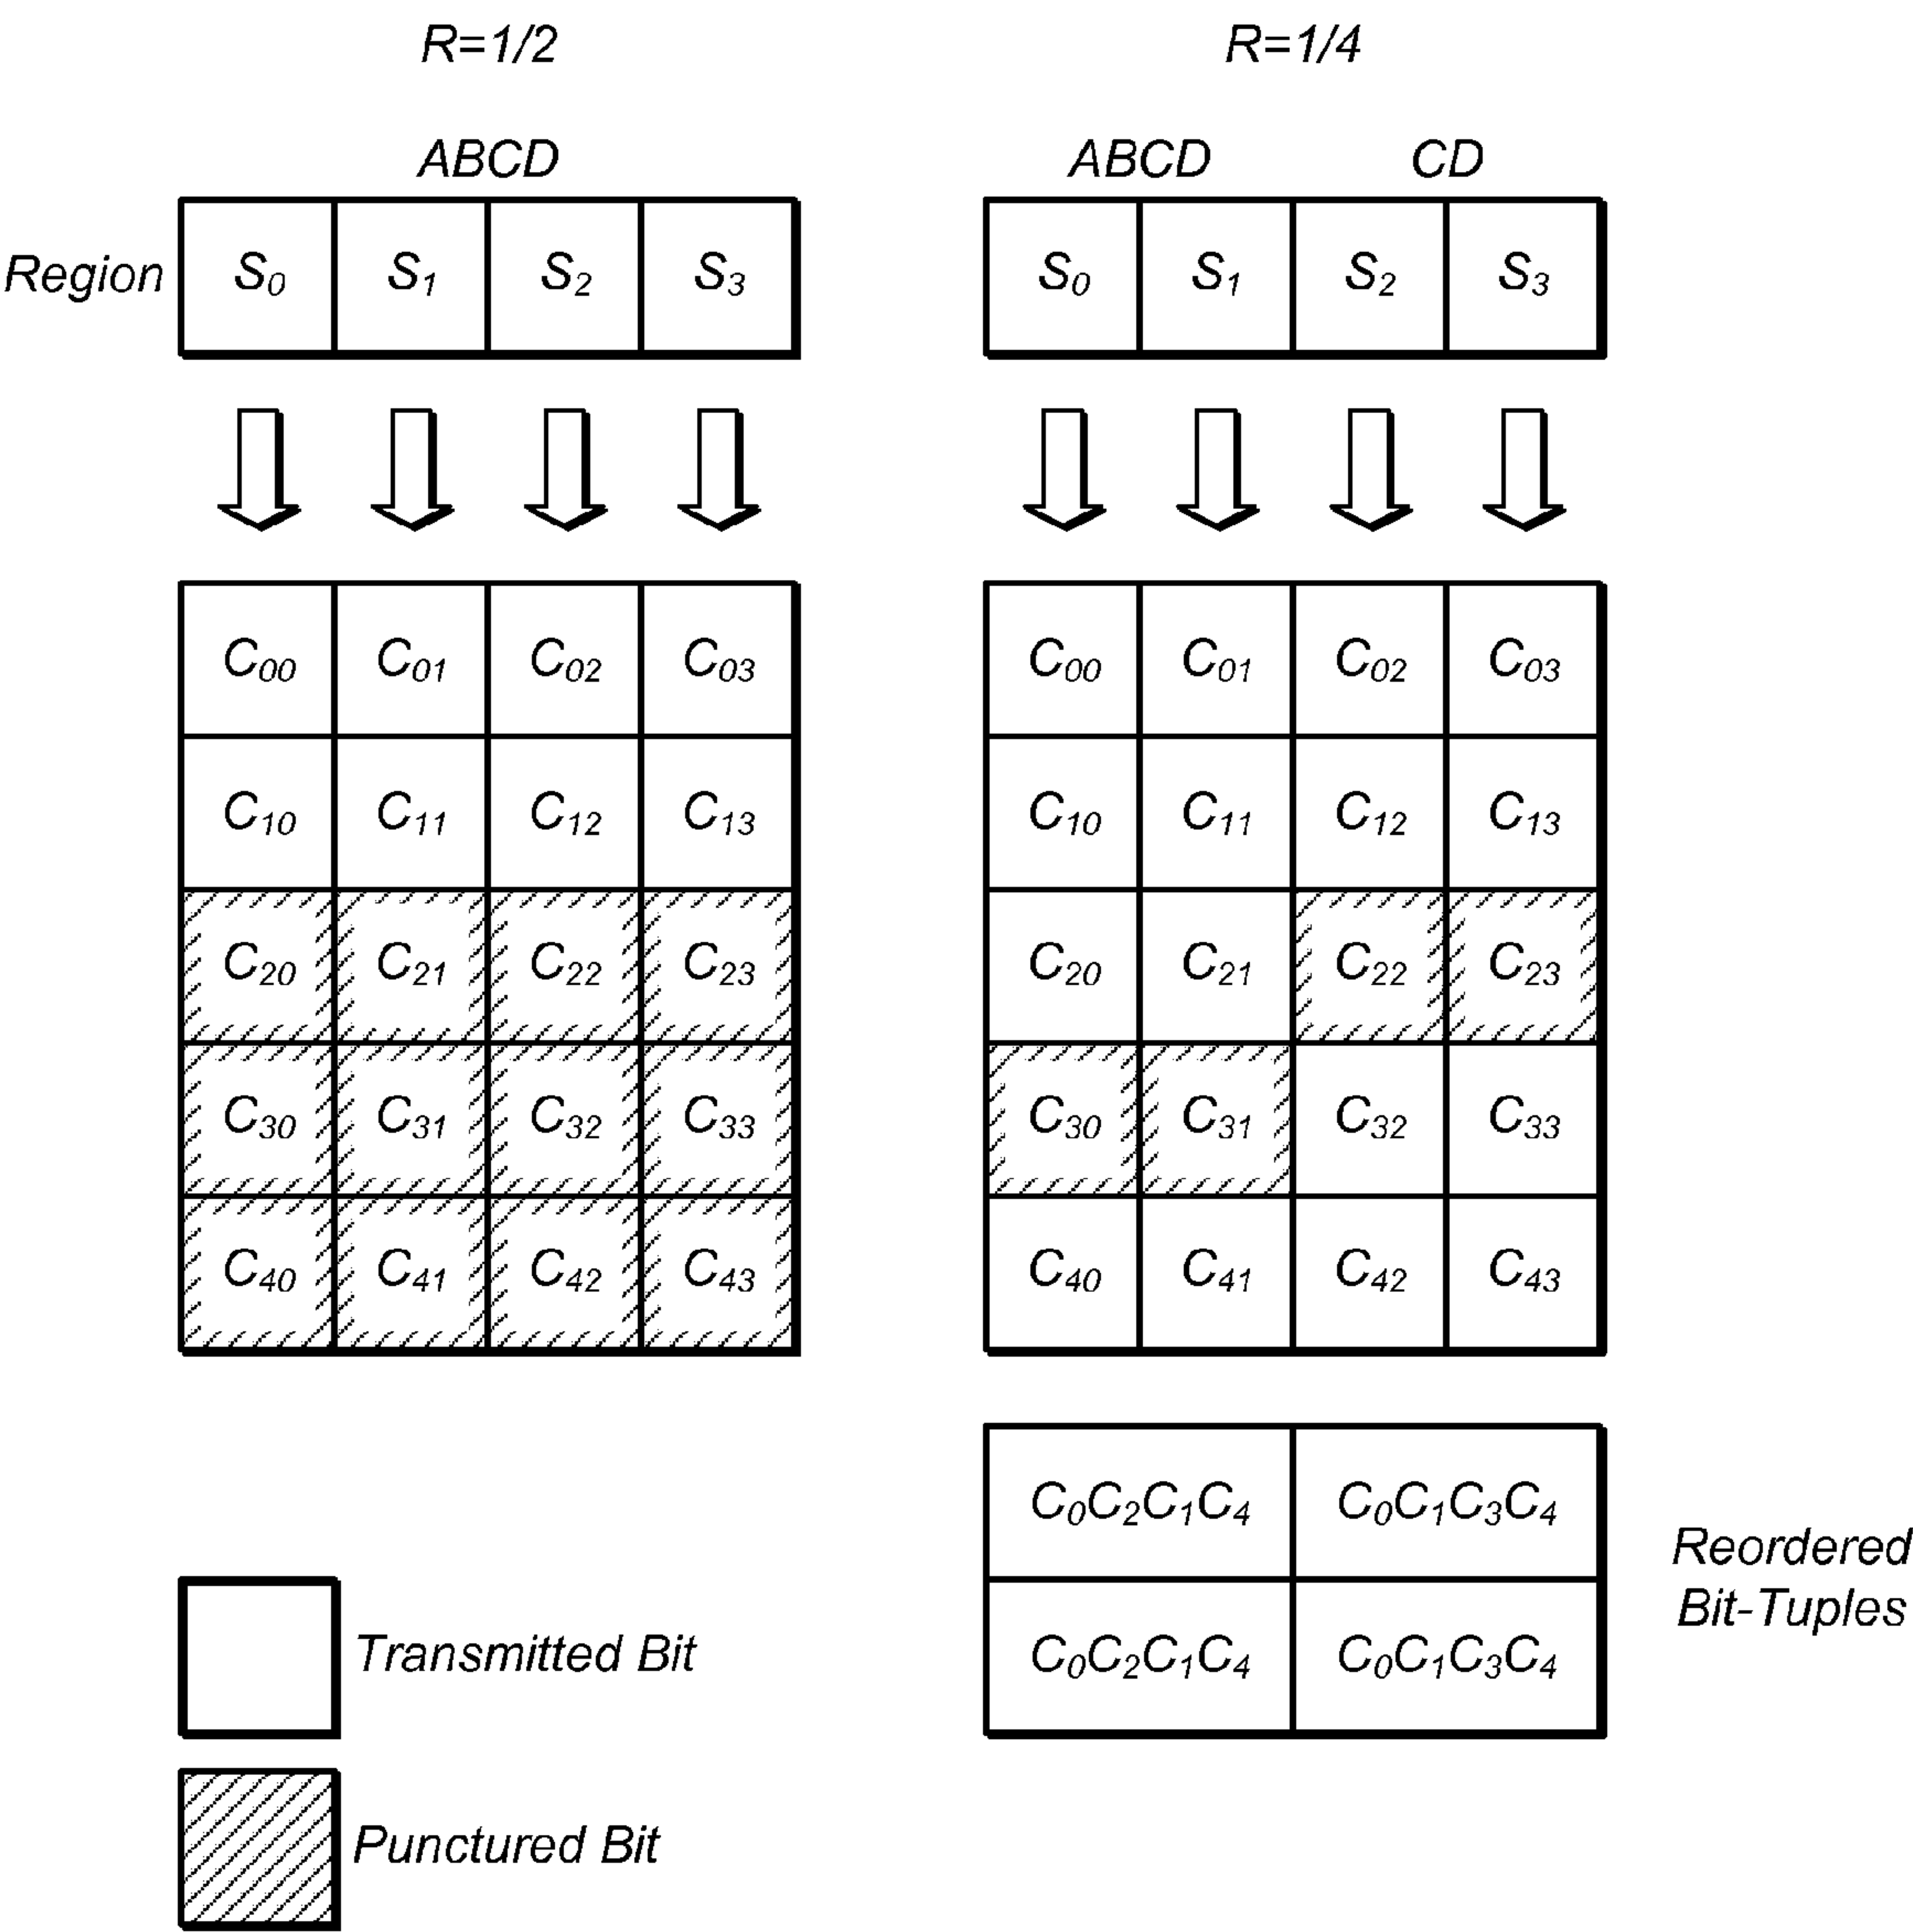 R=1/2 R=1/4
ABCD ABCD CD
Region S0 S1 S2 S3 S0 S1 S2 S3
C00 C01 C02 C03 C00 C01 C02 C03
C10 C11 C12 C13 C10 C11 C12 C13
C20 C21 C22 C23 C20 C21 C22 C23
C30 C31 C32 C33 C30 C31 C32 C33
C40 C41 C42 C43 C40 C41 C42 C43
C0C2C1C4 C0C1C3C4
C0C2C1C4 C0C1C3C4
Reordered
Bit-Tuples
Transmitted Bit
Punctured Bit